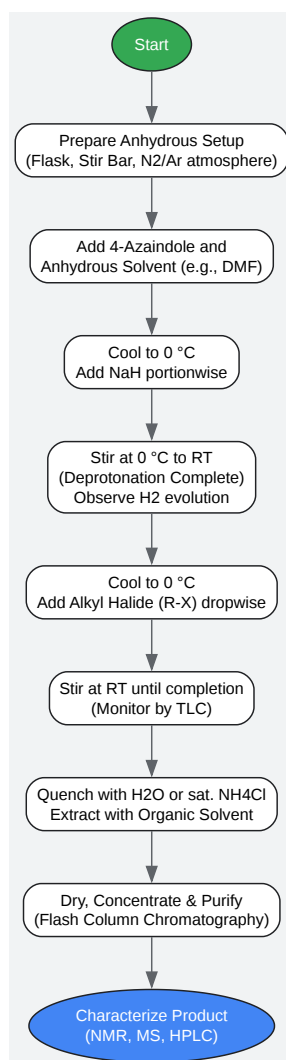 Start
Prepare Anhydrous Setup
(Flask, Stir Bar, N2/Ar atmosphere)
Add 4-Azaindole and
Anhydrous Solvent (e.g., DMF)
Cool to 0 °C
Add NaH portionwise
Stir at 0 °C to RT
(Deprotonation Complete)
Observe H2 evolution
Cool to 0 °C
Add Alkyl Halide (R-X) dropwise
Stir at RT until completion
(Monitor by TLC)
Quench with H2O or sat. NH4Cl
Extract with Organic Solvent
Dry, Concentrate & Purify
(Flash Column Chromatography)
Characterize Product
(NMR, MS, HPLC)